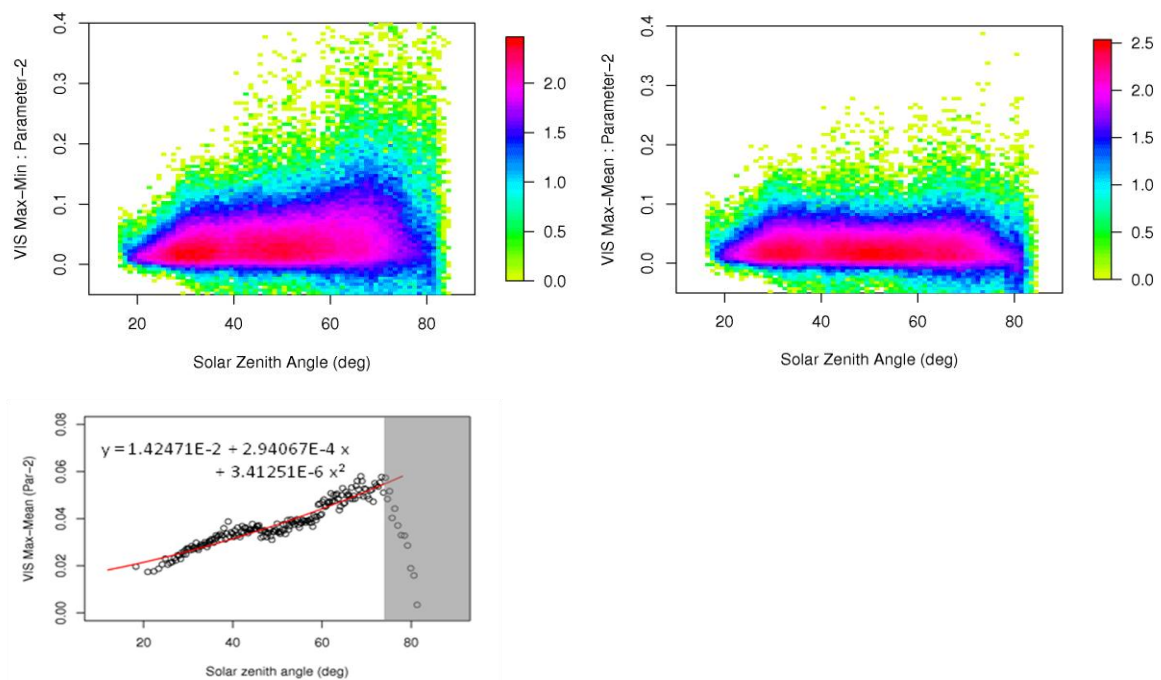 VIS Max−Min : Parameter−2
0.4
0.3
0.2
0.1
0.0
20 40 60 80
Solar Zenith Angle (deg)
2.0
1.5
1.0
0.5
0.0
VIS Max−Mean : Parameter−2
0.4
0.3
0.2
0.1
0.0
20 40 60 80
Solar Zenith Angle (deg)
2.5
2.0
1.5
1.0
0.5
0.0
VIS Max−Mean (Par−2)
0.08
0.06
0.04
0.02
0.00
y = 1.42471E-2 + 2.94067E-4 x
+ 3.41251E-6 x²
20 40 60 80
Solar zenith angle (deg)